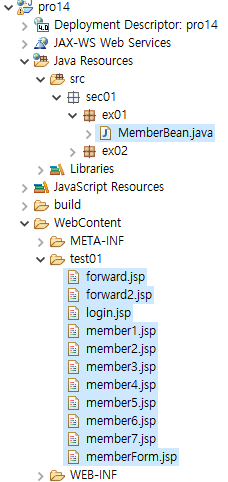 pro14
Deployment Descriptor: pro14
JAX-WS Web Services
Java Resources
src
sec01
ex01
MemberBean.java
ex02
Libraries
JavaScript Resources
build
WebContent
META-INF
test01
forward.jsp
forward2.jsp
login.jsp
member1.jsp
member2.jsp
member3.jsp
member4.jsp
member5.jsp
member6.jsp
member7.jsp
memberForm.jsp
WEB-INF